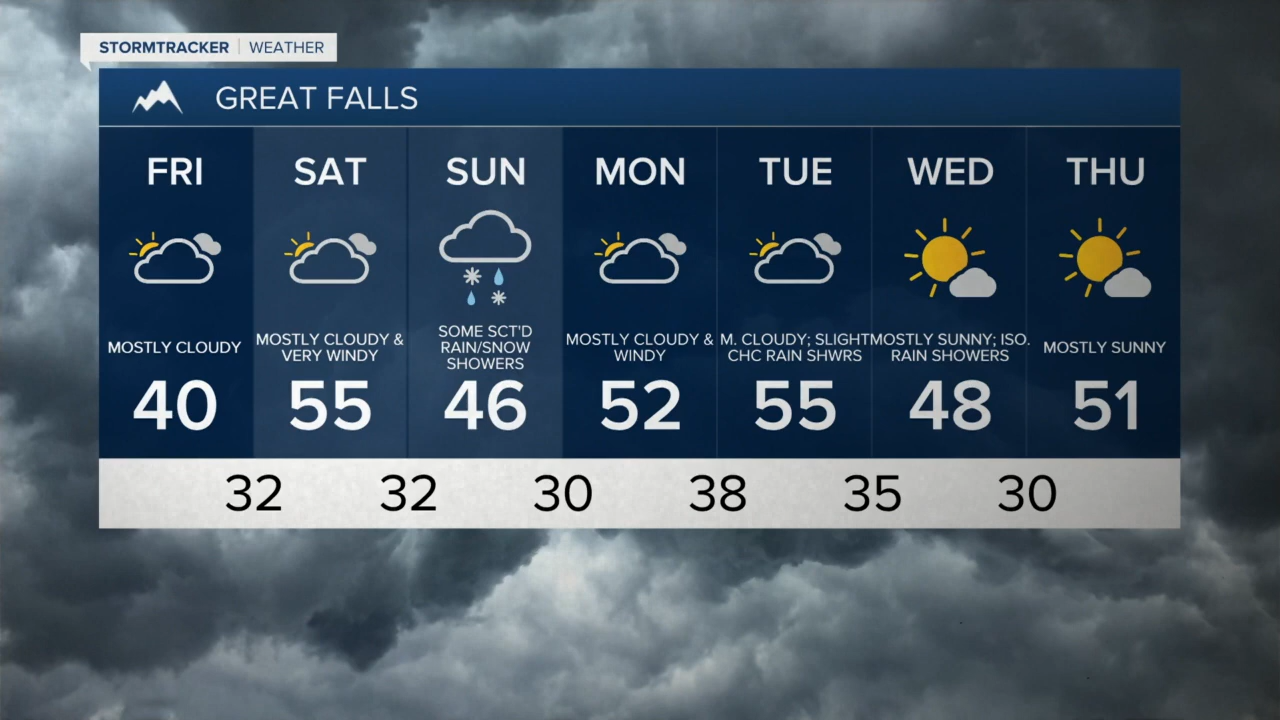 STORMTRACKER | WEATHER
GREAT FALLS
FRI
MOSTLY CLOUDY
40
SAT
MOSTLY CLOUDY &
VERY WINDY
55
SUN
SOME SCT'D
RAIN/SNOW
SHOWERS
46
MON
MOSTLY CLOUDY &
WINDY
52
TUE
M. CLOUDY; SLIGHT
CHC RAIN SHWRS
55
WED
MOSTLY SUNNY; ISO.
RAIN SHOWERS
48
THU
MOSTLY SUNNY
51
32 32 30 38 35 30